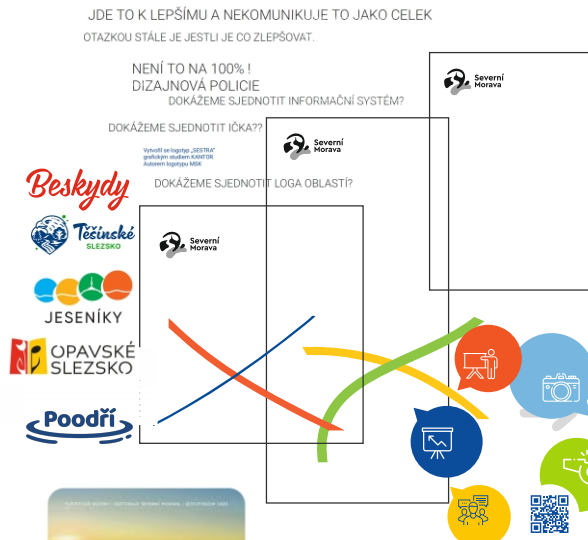 JDE TO K LEPŠÍMU A NEKOMUNIKUJE TO JAKO CELEK
OTAZKOU STÁLE JE JESTLI JE CO ZLEPŠOVAT.
NENÍ TO NA 100% !
DIZAJNOVÁ POLICIE
DOKÁŽEME SJEDNOTIT INFORMAČNÍ SYSTÉM?
Severní
Morava
DOKÁŽEME SJEDNOTIT IČKA??
Severní
Morava
Vytvořil se logotyp „SESTRA"
grafickým studiem KANTOR.
Autorem logotypu MSK
DOKÁŽEME SJEDNOTIT LOGA OBLASTÍ?
Beskydy
Těšínské
SLEZSKO
Severní
Morava
JESENÍKY
OPAVSKÉ
SLEZSKO
Poodří